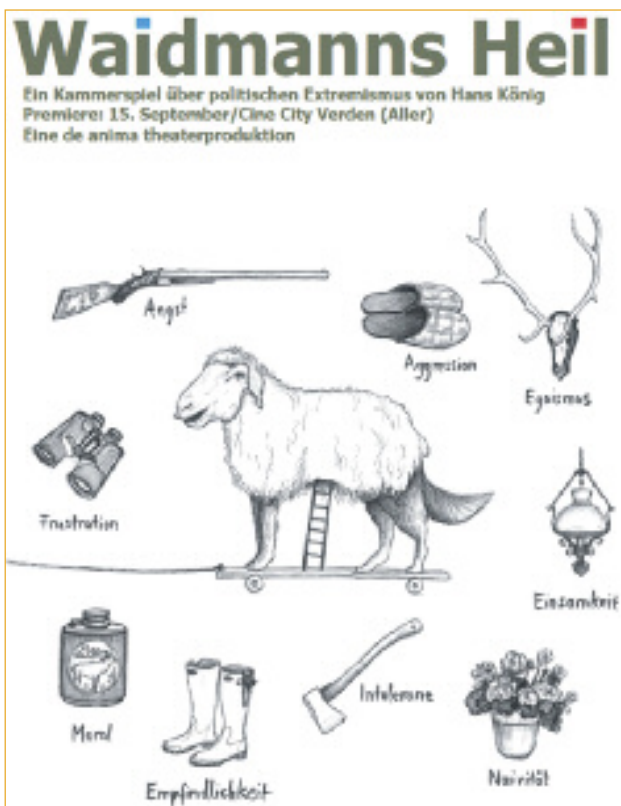 Waidmanns Heil
Ein Kammerspiel über politischen Extremismus von Hans König
Premiere: 15. September/Cine City Verden (Aller)
Eine de anima theaterproduktion
Angst
Aggression
Egoismus
Frustration
Einsamkeit
Mord
Empfindlichkeit
Intoleranz
Naivität